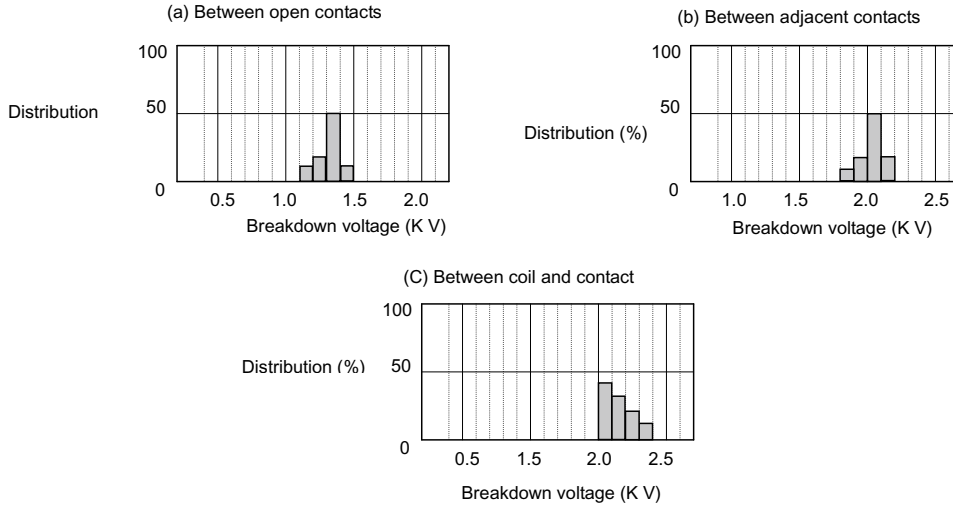 (a) Between open contacts
100
Distribution
50
0
0.5 1.0 1.5 2.0
Breakdown voltage (K V)
(b) Between adjacent contacts
100
50
Distribution (%)
0
1.0 1.5 2.0 2.5
Breakdown voltage (K V)
(C) Between coil and contact
100
Distribution (%)
50
0
0.5 1.5 2.0 2.5
Breakdown voltage (K V)